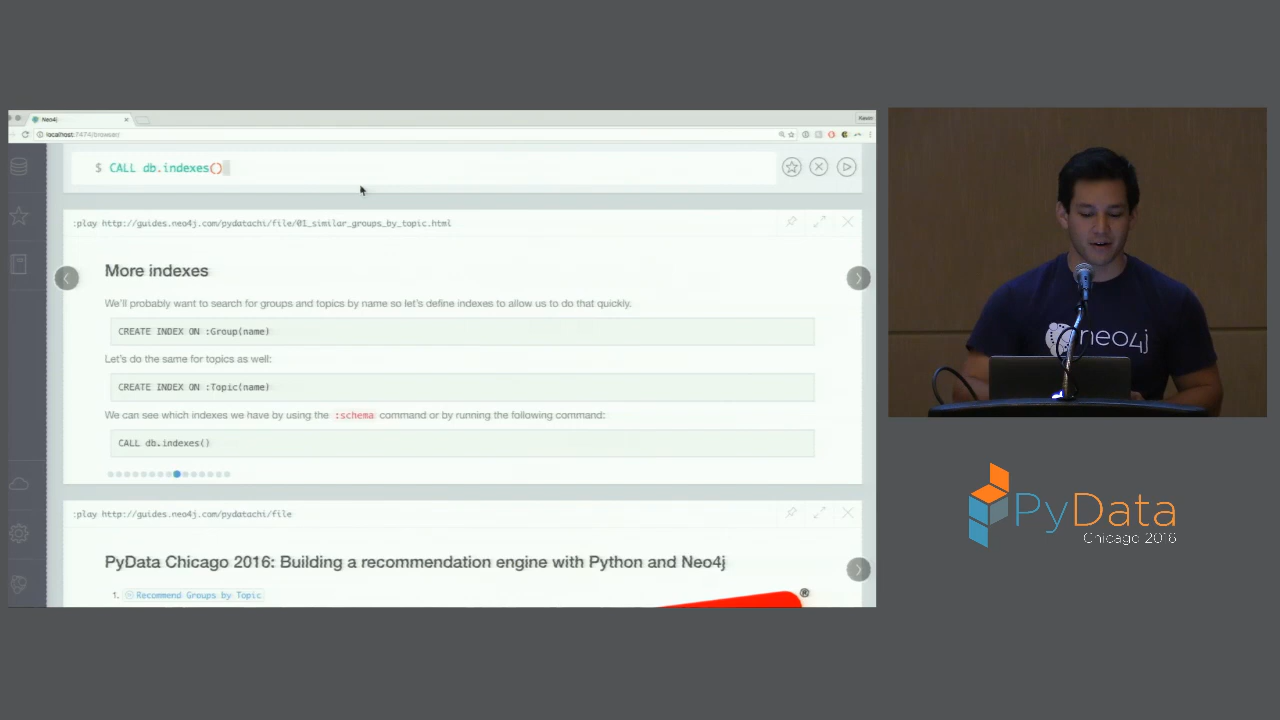 Neo4j
Kevin
localhost:7474/browser/
$ CALL db.indexes()
:play http://guides.neo4j.com/pydatachi/file/01_similar_groups_by_topic.html
More indexes
We'll probably want to search for groups and topics by name so let's define indexes to allow us to do that quickly.
CREATE INDEX ON :Group(name)
Let's do the same for topics as well:
CREATE INDEX ON :Topic(name)
We can see which indexes we have by using the :schema command or by running the following command:
CALL db.indexes()
:play http://guides.neo4j.com/pydatachi/file
PyData Chicago 2016: Building a recommendation engine with Python and Neo4j
1. Recommend Groups by Topic
®
neo4j
PyData
Chicago 2016